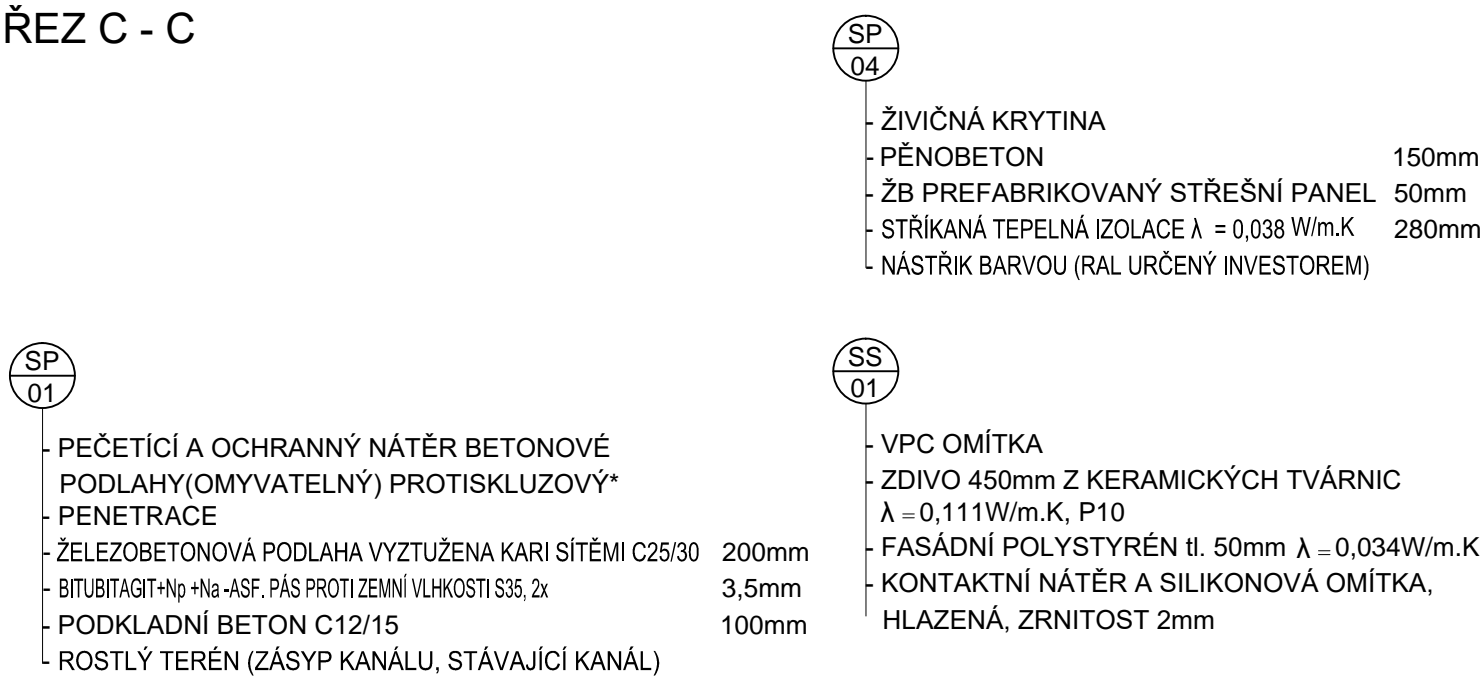 ŘEZ C - C
SP
04
- ŽIVIČNÁ KRYTINA
- PĚNOBETON 150mm
- ŽB PREFABRIKOVANÝ STŘEŠNÍ PANEL 50mm
- STŘÍKANÁ TEPELNÁ IZOLACE λ = 0,038 W/m.K 280mm
- NÁSTŘIK BARVOU (RAL URČENÝ INVESTOREM)
SP
01
- PEČETÍCÍ A OCHRANNÝ NÁTĚR BETONOVÉ
PODLAHY(OMYVATELNÝ) PROTISKLUZOVÝ*
- PENETRACE
- ŽELEZOBETONOVÁ PODLAHA VYZTUŽENA KARI SÍTĚMI C25/30 200mm
- BITUBITAGIT+Np +Na -ASF. PÁS PROTI ZEMNÍ VLHKOSTI S35, 2x 3,5mm
- PODKLADNÍ BETON C12/15 100mm
- ROSTLÝ TERÉN (ZÁSYP KANÁLU, STÁVAJÍCÍ KANÁL)
SS
01
- VPC OMÍTKA
- ZDIVO 450mm Z KERAMICKÝCH TVÁRNIC
λ = 0,111W/m.K, P10
- FASÁDNÍ POLYSTYRÉN tl. 50mm λ = 0,034W/m.K
- KONTAKTNÍ NÁTĚR A SILIKONOVÁ OMÍTKA,
HLAZENÁ, ZRNITOST 2mm